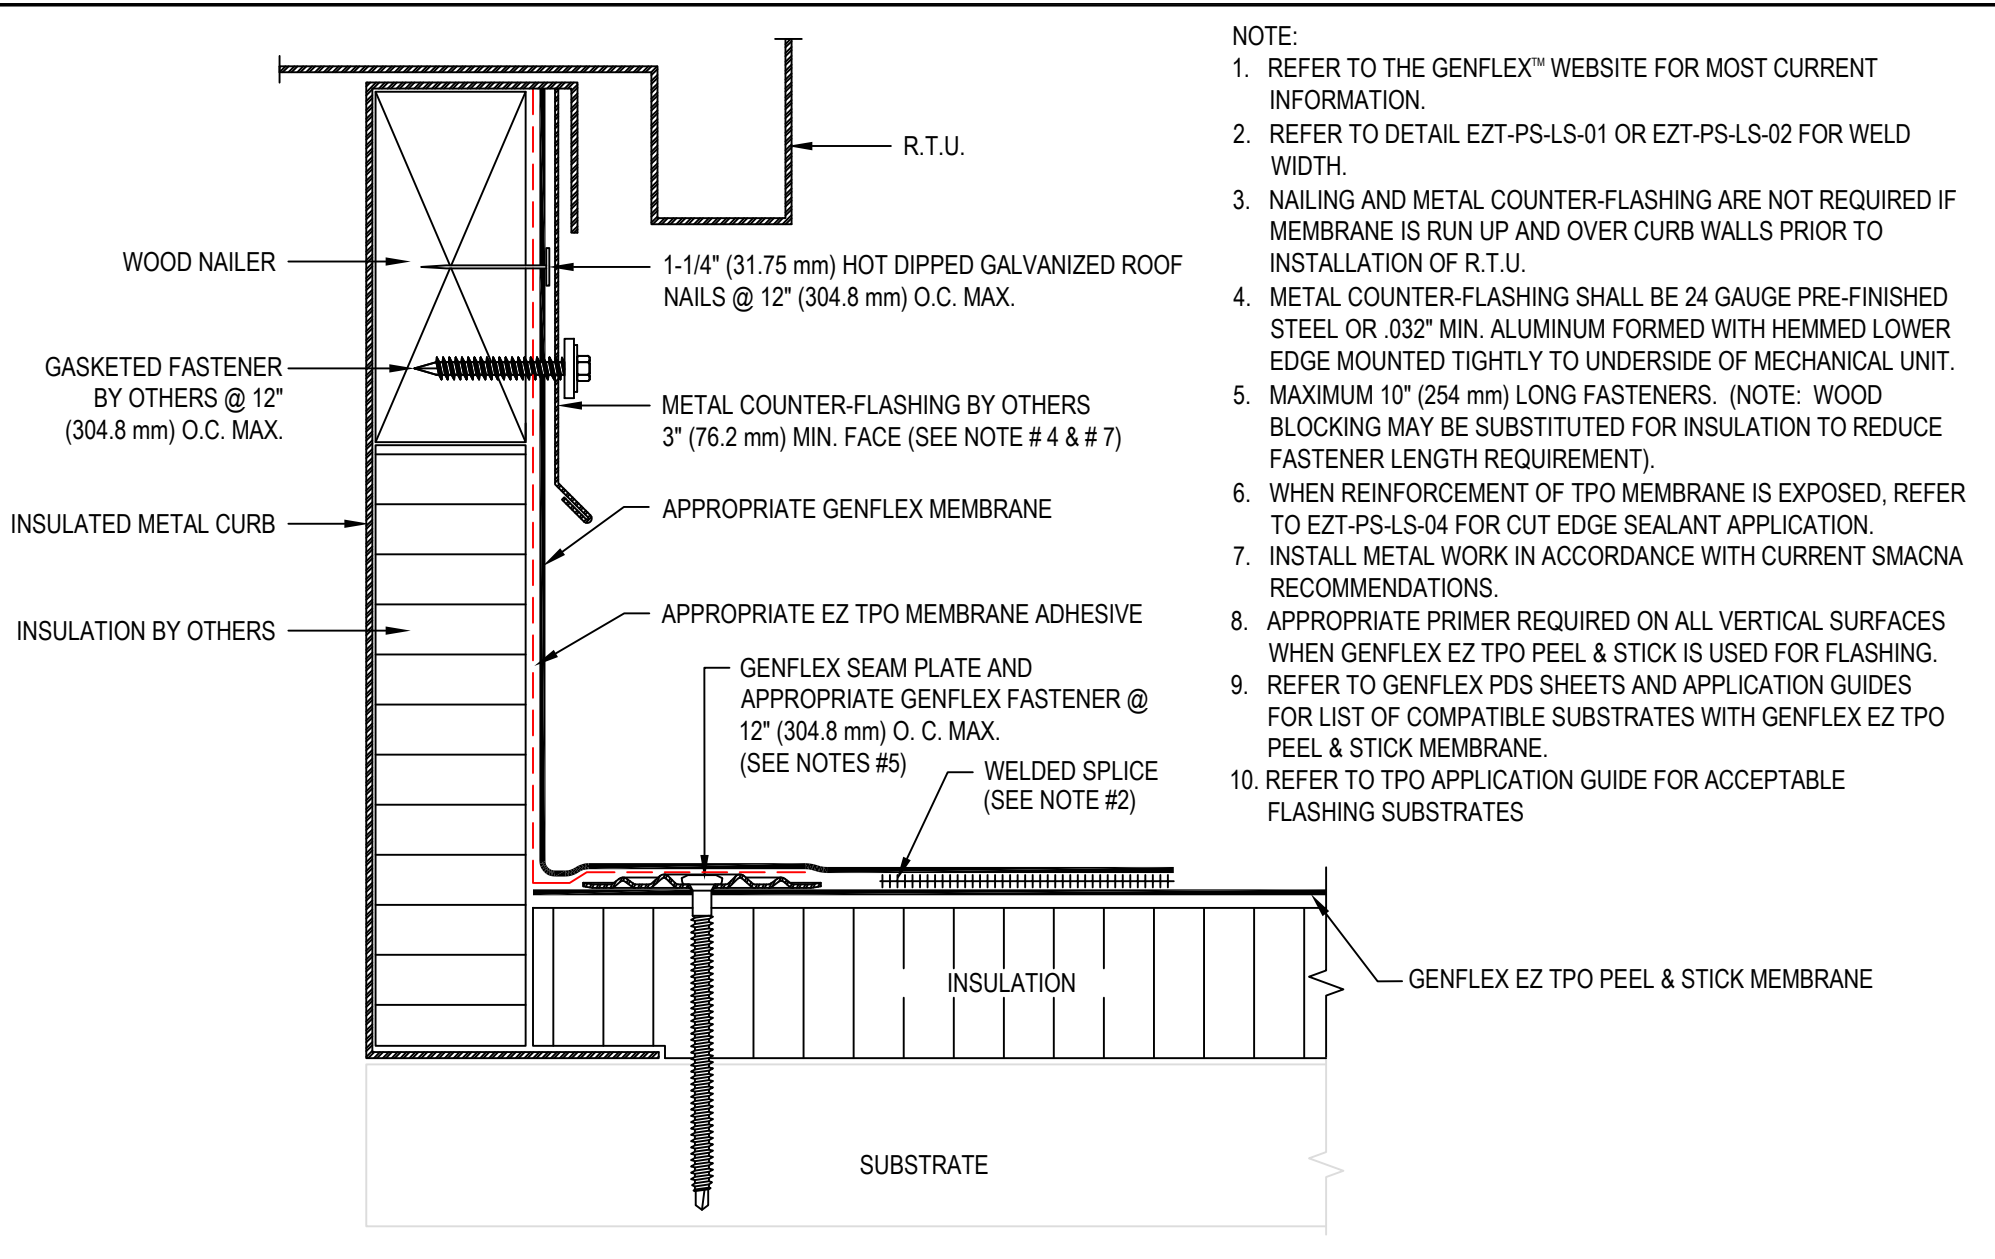 R.T.U.
WOOD NAILER
1-1/4" (31.75 mm) HOT DIPPED GALVANIZED ROOF
NAILS @ 12" (304.8 mm) O.C. MAX.
GASKETED FASTENER
BY OTHERS @ 12"
(304.8 mm) O.C. MAX.
METAL COUNTER-FLASHING BY OTHERS
3" (76.2 mm) MIN. FACE (SEE NOTE # 4 & # 7)
INSULATED METAL CURB
APPROPRIATE GENFLEX MEMBRANE
INSULATION BY OTHERS
APPROPRIATE EZ TPO MEMBRANE ADHESIVE
GENFLEX SEAM PLATE AND
APPROPRIATE GENFLEX FASTENER @
12" (304.8 mm) O. C. MAX.
(SEE NOTES #5)
WELDED SPLICE
(SEE NOTE #2)
INSULATION
GENFLEX EZ TPO PEEL & STICK MEMBRANE
SUBSTRATE
NOTE:
1. REFER TO THE GENFLEX™ WEBSITE FOR MOST CURRENT
INFORMATION.
2. REFER TO DETAIL EZT-PS-LS-01 OR EZT-PS-LS-02 FOR WELD
WIDTH.
3. NAILING AND METAL COUNTER-FLASHING ARE NOT REQUIRED IF
MEMBRANE IS RUN UP AND OVER CURB WALLS PRIOR TO
INSTALLATION OF R.T.U.
4. METAL COUNTER-FLASHING SHALL BE 24 GAUGE PRE-FINISHED
STEEL OR .032" MIN. ALUMINUM FORMED WITH HEMMED LOWER
EDGE MOUNTED TIGHTLY TO UNDERSIDE OF MECHANICAL UNIT.
5. MAXIMUM 10" (254 mm) LONG FASTENERS. (NOTE: WOOD
BLOCKING MAY BE SUBSTITUTED FOR INSULATION TO REDUCE
FASTENER LENGTH REQUIREMENT).
6. WHEN REINFORCEMENT OF TPO MEMBRANE IS EXPOSED, REFER
TO EZT-PS-LS-04 FOR CUT EDGE SEALANT APPLICATION.
7. INSTALL METAL WORK IN ACCORDANCE WITH CURRENT SMACNA
RECOMMENDATIONS.
8. APPROPRIATE PRIMER REQUIRED ON ALL VERTICAL SURFACES
WHEN GENFLEX EZ TPO PEEL & STICK IS USED FOR FLASHING.
9. REFER TO GENFLEX PDS SHEETS AND APPLICATION GUIDES
FOR LIST OF COMPATIBLE SUBSTRATES WITH GENFLEX EZ TPO
PEEL & STICK MEMBRANE.
10. REFER TO TPO APPLICATION GUIDE FOR ACCEPTABLE
FLASHING SUBSTRATES